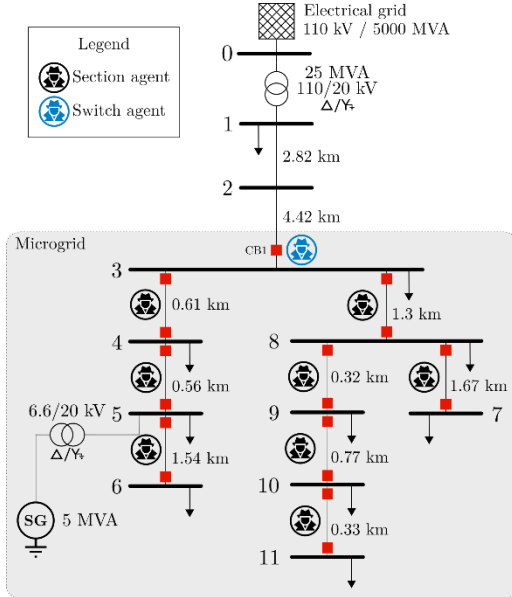 Electrical grid
110 kV / 5000 MVA
Legend
Section agent
Switch agent
0
25 MVA
110/20 kV
Δ/Y
1
2.82 km
2
4.42 km
Microgrid
CB1
3
0.61 km
1.3 km
4
8
0.56 km
0.32 km
1.67 km
6.6/20 kV
5
9
7
Δ/Y
1.54 km
0.77 km
6
10
SG
5 MVA
0.33 km
11